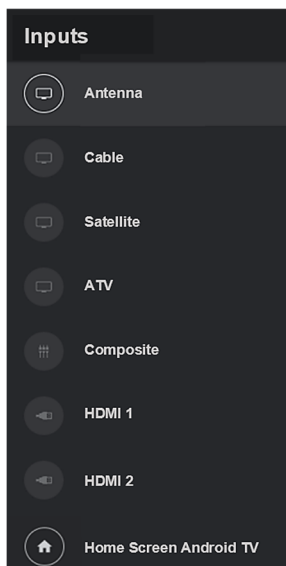 Inputs
Antenna
Cable
Satellite
ATV
Composite
HDMI 1
HDMI 2
Home Screen Android TV